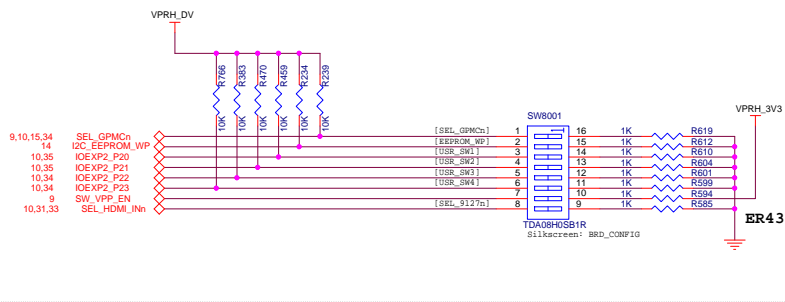 VPRH_DV
R766
R383
R470
R459
R234
R239
10K
10K
10K
10K
10K
10K
SW8001
VPRH_3V3
9,10,15,34 SEL_GPMCn [SEL_GPMCn] 1 16 1K R619
14 I2C_EEPROM_WP [EEPROM_WP] 2 15 1K R612
10,35 IOEXP2_P20 [USR_SW1] 3 14 1K R610
10,35 IOEXP2_P21 [USR_SW2] 4 13 1K R604
10,34 IOEXP2_P22 [USR_SW3] 5 12 1K R601
10,34 IOEXP2_P23 [USR_SW4] 6 11 1K R599
9 SW_VPP_EN 7 10 1K R594
10,31,33 SEL_HDMI_INn [SEL_9127n] 8 9 1K R585
ER43
TDA08H0SB1R
Silkscreen: BRD_CONFIG